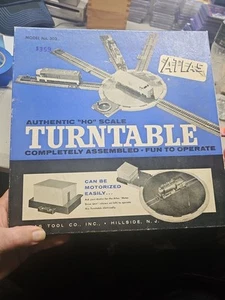 MODEL No. 305
ATLAS
AUTHENTIC "HO" SCALE
TURNTABLE
COMPLETELY ASSEMBLED • FUN TO OPERATE
CAN BE
MOTORIZED
EASILY...
TOOL CO., INC. • HILLSIDE, N. J.